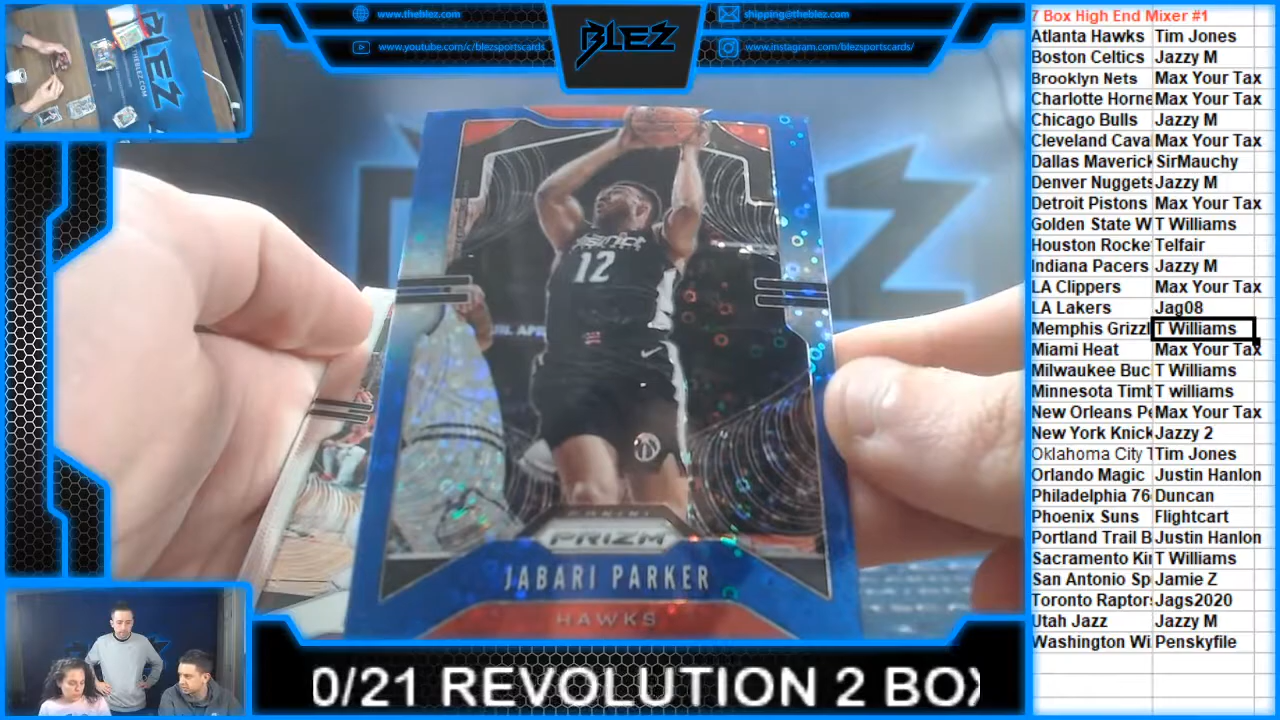 www.theblez.com
www.youtube.com/c/blezsportscards
BLEZ
shipping@theblez.com
www.instagram.com/blezsportscards/
BLEZ
THEBLEZ.COM
12
PANINI
PRIZM
JABARI PARKER
HAWKS
0/21 REVOLUTION 2 BOX
7 Box High End Mixer #1
Atlanta Hawks Tim Jones
Boston Celtics Jazzy M
Brooklyn Nets Max Your Tax
Charlotte Horne Max Your Tax
Chicago Bulls Jazzy M
Cleveland Cava Max Your Tax
Dallas Maverick SirMauchy
Denver Nuggets Jazzy M
Detroit Pistons Max Your Tax
Golden State W T Williams
Houston Rocke Telfair
Indiana Pacers Jazzy M
LA Clippers Max Your Tax
LA Lakers Jag08
Memphis Grizzl T Williams
Miami Heat Max Your Tax
Milwaukee Buc T Williams
Minnesota Timb T williams
New Orleans Pe Max Your Tax
New York Knick Jazzy 2
Oklahoma City T Tim Jones
Orlando Magic Justin Hanlon
Philadelphia 76 Duncan
Phoenix Suns Flightcart
Portland Trail B Justin Hanlon
Sacramento Kin T Williams
San Antonio Sp Jamie Z
Toronto Raptors Jags2020
Utah Jazz Jazzy M
Washington Wi Penskyfile